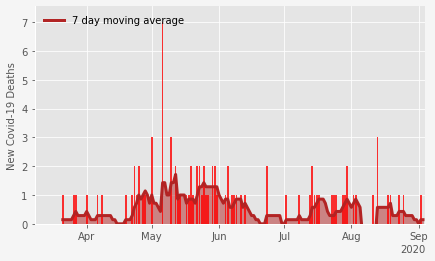 7 day moving average
New Covid-19 Deaths
7
6
5
4
3
2
1
0
Apr
May
Jun
Jul
Aug
Sep
2020